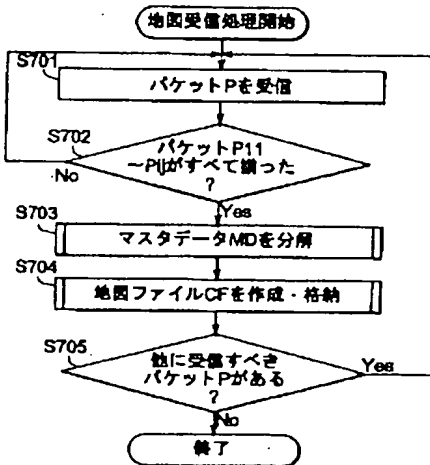 地図受信処理開始
S701
パケットPを受信
S702
パケットP11
～Pijがすべて揃った
?
No
Yes
S703
マスタデータMDを分解
S704
地図ファイルCFを作成・格納
S705
他に受信すべき
パケットPがある
?
Yes
No
終了